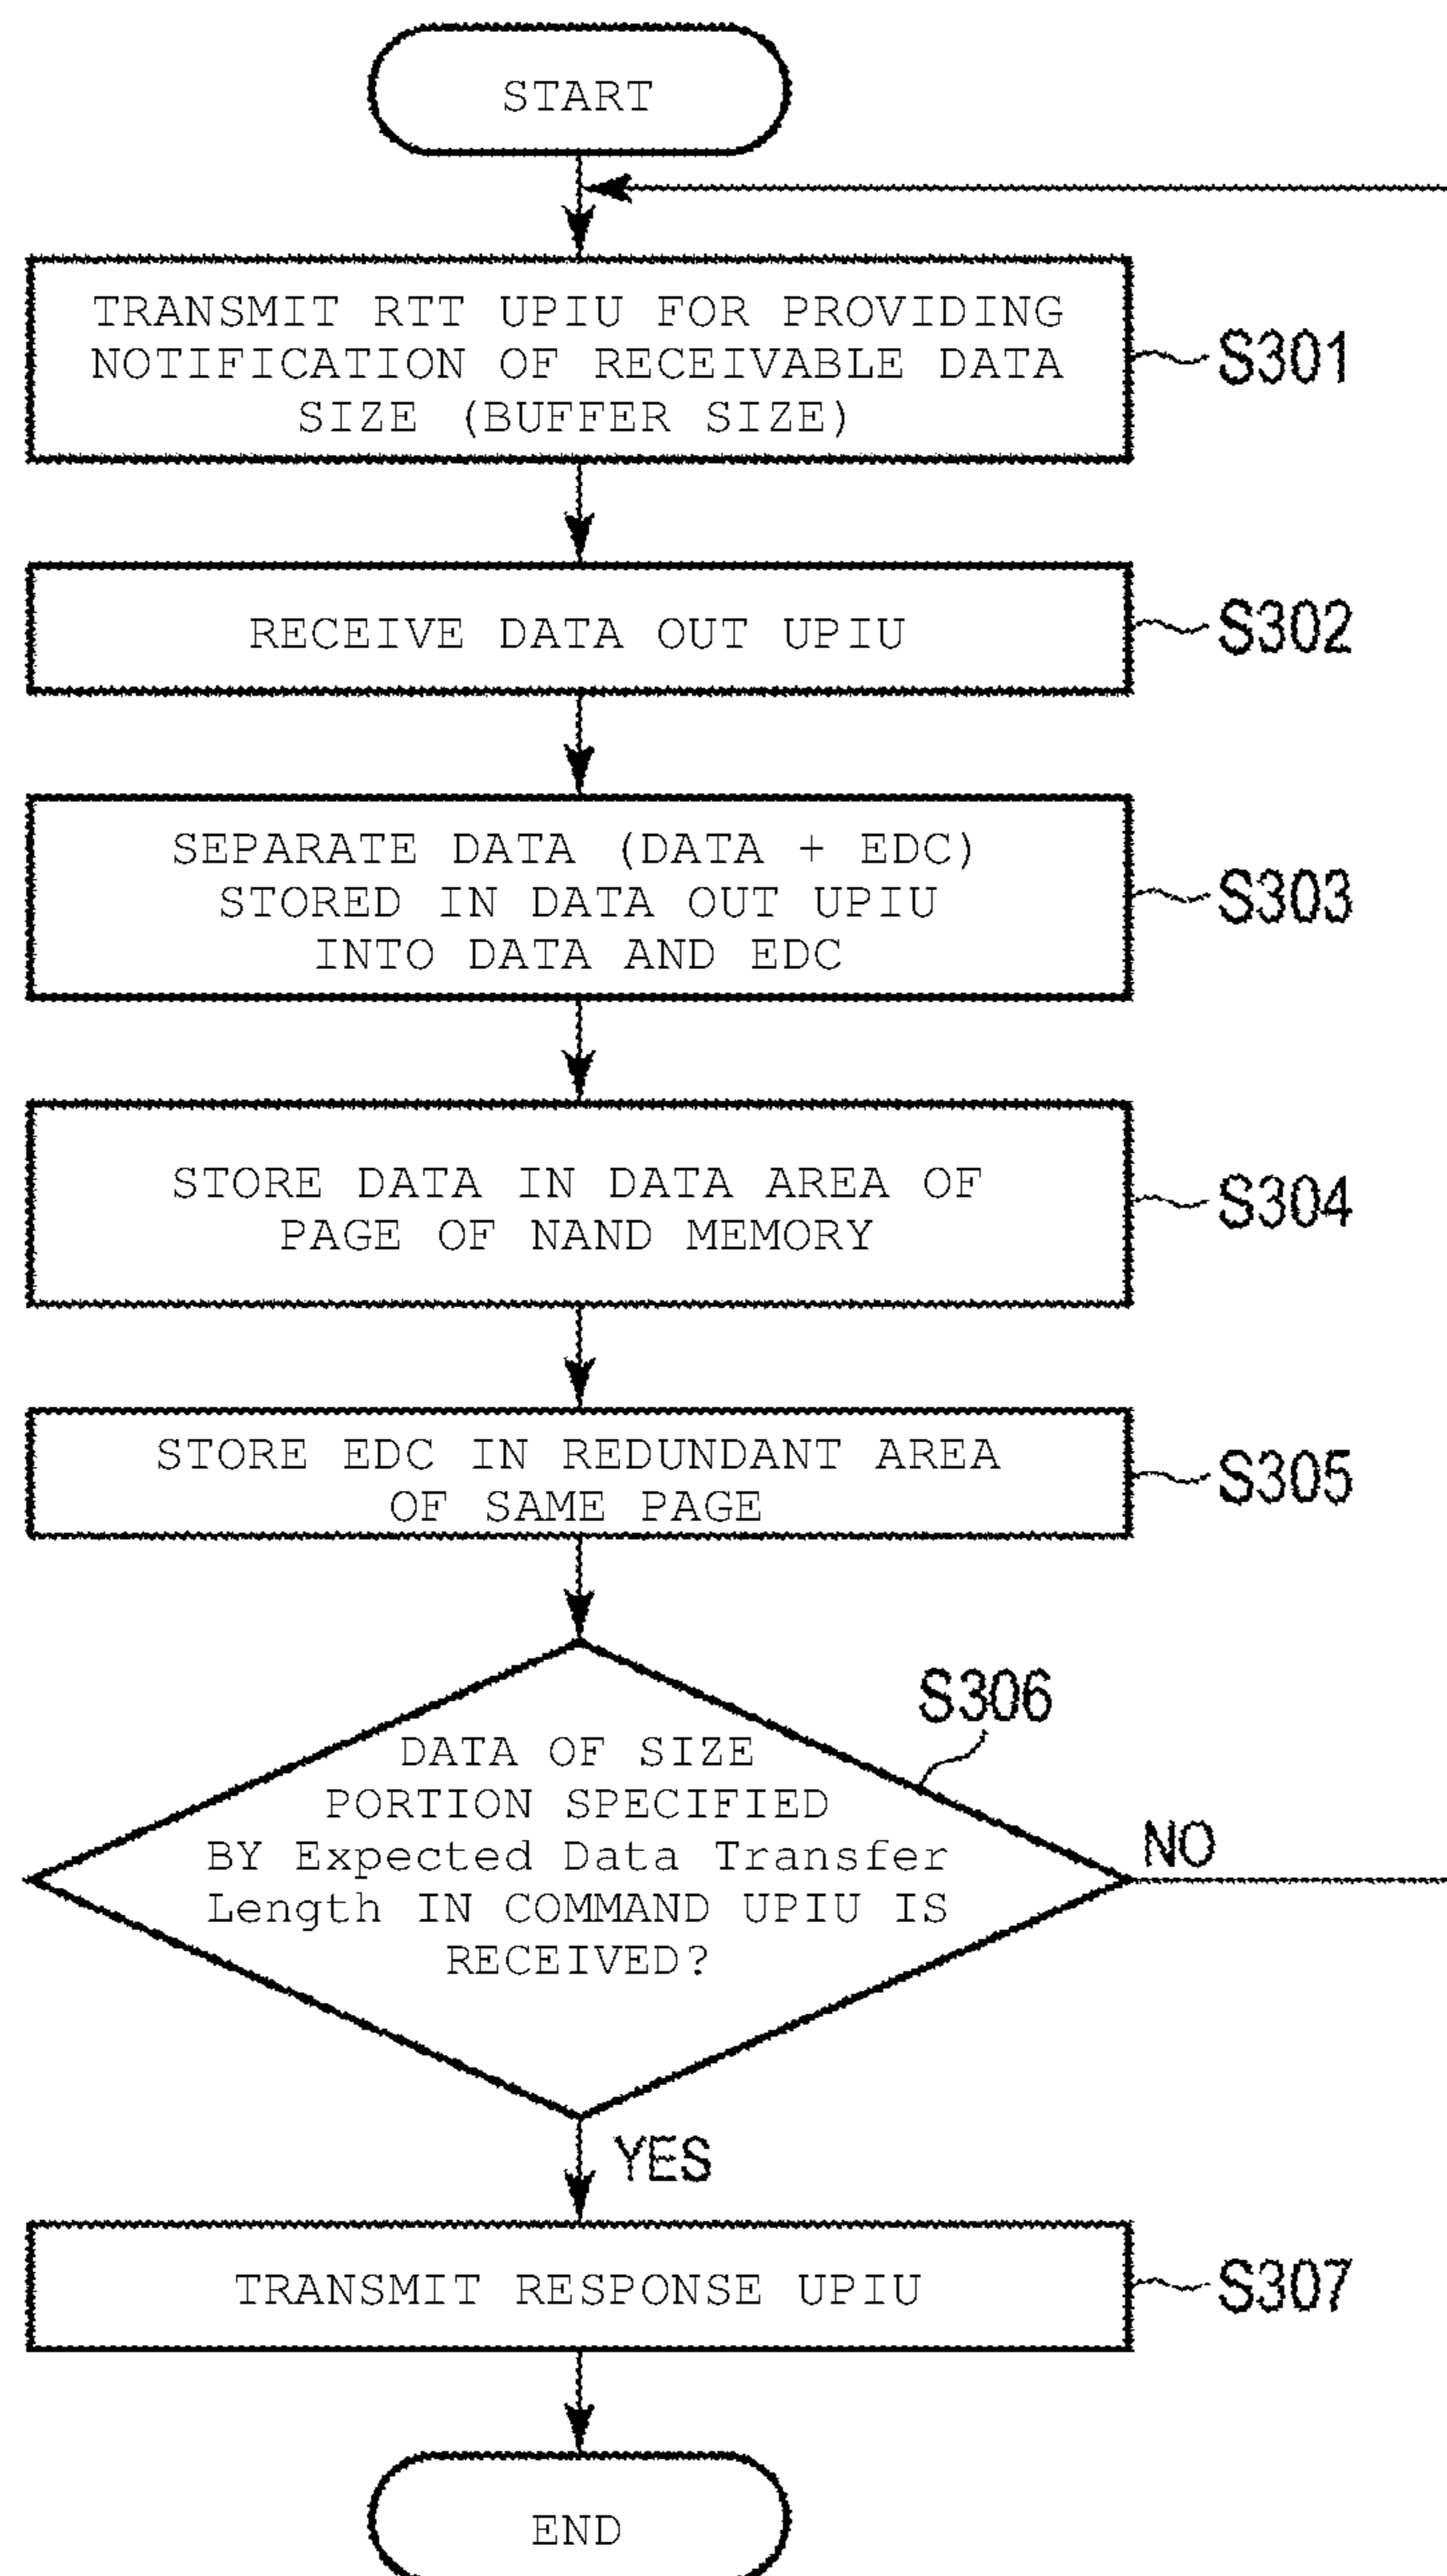 START
TRANSMIT RTT UPIU FOR PROVIDING
NOTIFICATION OF RECEIVABLE DATA
SIZE (BUFFER SIZE)
S301
RECEIVE DATA OUT UPIU
S302
SEPARATE DATA (DATA + EDC)
STORED IN DATA OUT UPIU
INTO DATA AND EDC
S303
STORE DATA IN DATA AREA OF
PAGE OF NAND MEMORY
S304
STORE EDC IN REDUNDANT AREA
OF SAME PAGE
S305
S306
DATA OF SIZE
PORTION SPECIFIED
BY Expected Data Transfer
Length IN COMMAND UPIU IS
RECEIVED?
NO
YES
TRANSMIT RESPONSE UPIU
S307
END